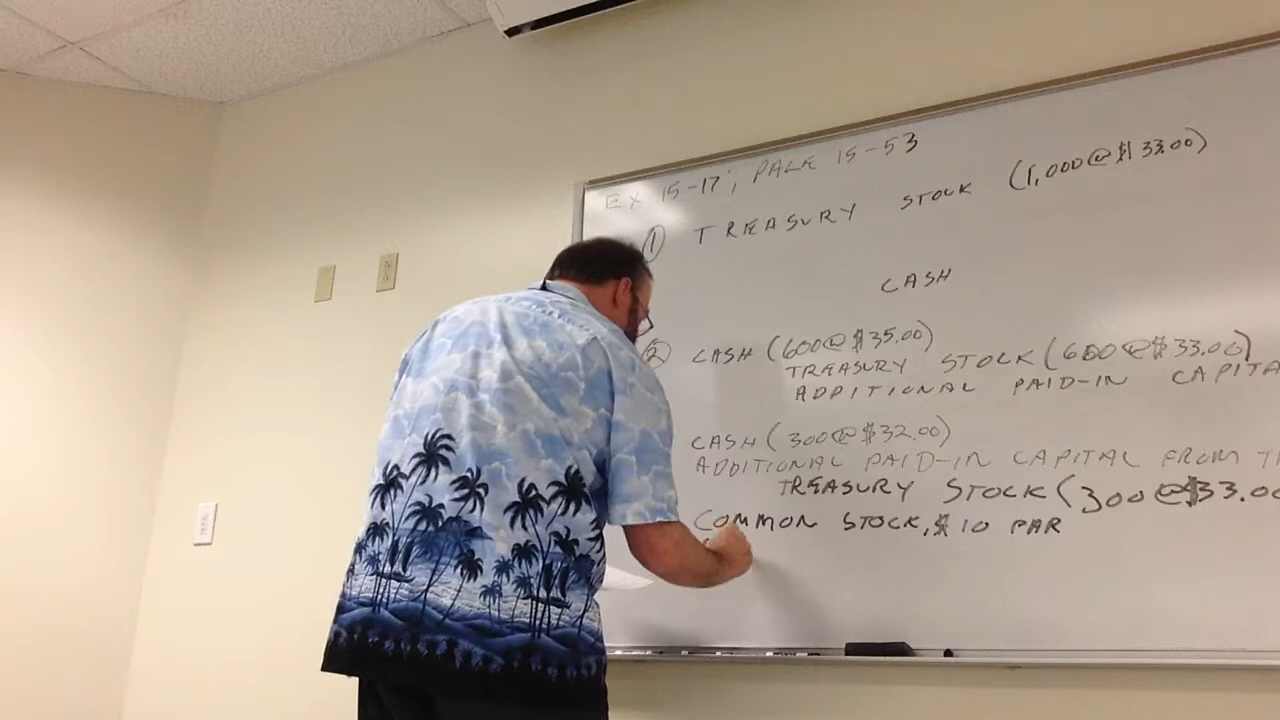 EX 15-17; PAGE 15-53
① TREASURY STOCK (1,000@$33.00)
CASH
② CASH (600@$35.00)
TREASURY STOCK (600@$33.00)
ADDITIONAL PAID-IN CAPITA
CASH (300@$32.00)
ADDITIONAL PAID-IN CAPITAL FROM T
TREASURY STOCK (300@$33.00
COMMON STOCK, $10 PAR